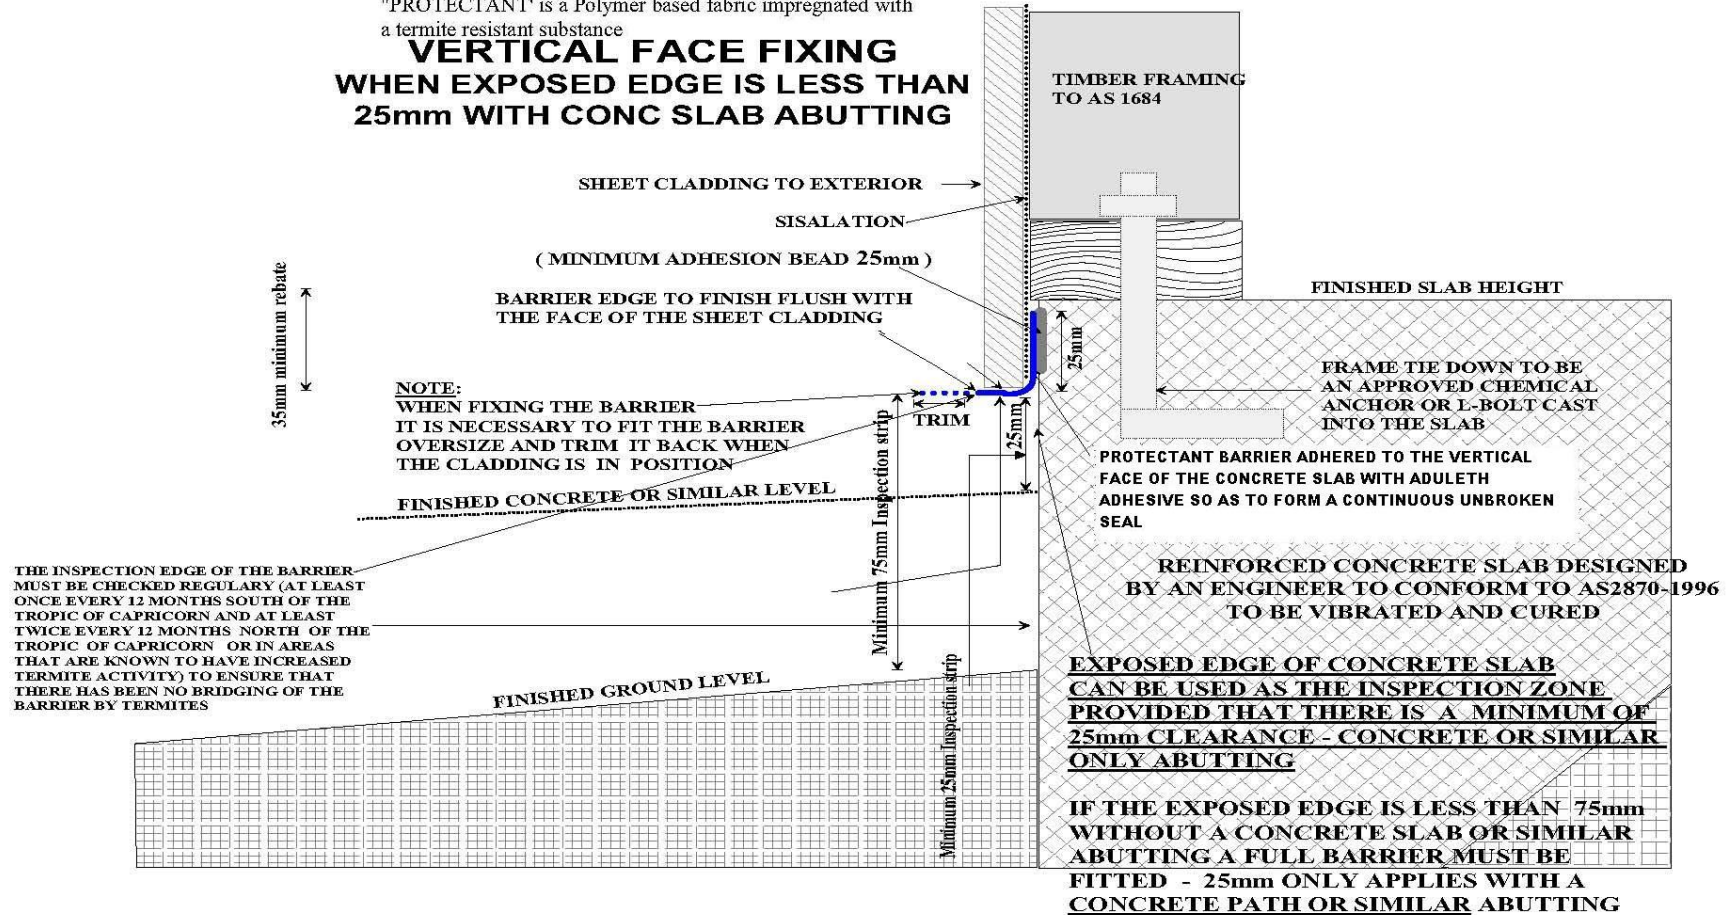 "PROTECTANT' is a Polymer based fabric impregnated with
a termite resistant substance
VERTICAL FACE FIXING
WHEN EXPOSED EDGE IS LESS THAN
25mm WITH CONC SLAB ABUTTING
TIMBER FRAMING
TO AS 1684
SHEET CLADDING TO EXTERIOR
SISALATION
( MINIMUM ADHESION BEAD 25mm )
BARRIER EDGE TO FINISH FLUSH WITH
THE FACE OF THE SHEET CLADDING
35mm minimum rebate
FINISHED SLAB HEIGHT
25mm
FRAME TIE DOWN TO BE
AN APPROVED CHEMICAL
ANCHOR OR L-BOLT CAST
INTO THE SLAB
NOTE:
WHEN FIXING THE BARRIER
IT IS NECESSARY TO FIT THE BARRIER
OVERSIZE AND TRIM IT BACK WHEN
THE CLADDING IS IN POSITION
TRIM
25mm
Minimum 75mm Inspection strip
PROTECTANT BARRIER ADHERED TO THE VERTICAL
FACE OF THE CONCRETE SLAB WITH ADULETH
ADHESIVE SO AS TO FORM A CONTINUOUS UNBROKEN
SEAL
FINISHED CONCRETE OR SIMILAR LEVEL
THE INSPECTION EDGE OF THE BARRIER
MUST BE CHECKED REGULARY (AT LEAST
ONCE EVERY 12 MONTHS SOUTH OF THE
TROPIC OF CAPRICORN AND AT LEAST
TWICE EVERY 12 MONTHS NORTH OF THE
TROPIC OF CAPRICORN OR IN AREAS
THAT ARE KNOWN TO HAVE INCREASED
TERMITE ACTIVITY) TO ENSURE THAT
THERE HAS BEEN NO BRIDGING OF THE
BARRIER BY TERMITES
REINFORCED CONCRETE SLAB DESIGNED
BY AN ENGINEER TO CONFORM TO AS2870-1996
TO BE VIBRATED AND CURED
FINISHED GROUND LEVEL
Minimum 25mm Inspection strip
EXPOSED EDGE OF CONCRETE SLAB
CAN BE USED AS THE INSPECTION ZONE
PROVIDED THAT THERE IS A MINIMUM OF
25mm CLEARANCE - CONCRETE OR SIMILAR
ONLY ABUTTING
IF THE EXPOSED EDGE IS LESS THAN 75mm
WITHOUT A CONCRETE SLAB OR SIMILAR
ABUTTING A FULL BARRIER MUST BE
FITTED - 25mm ONLY APPLIES WITH A
CONCRETE PATH OR SIMILAR ABUTTING